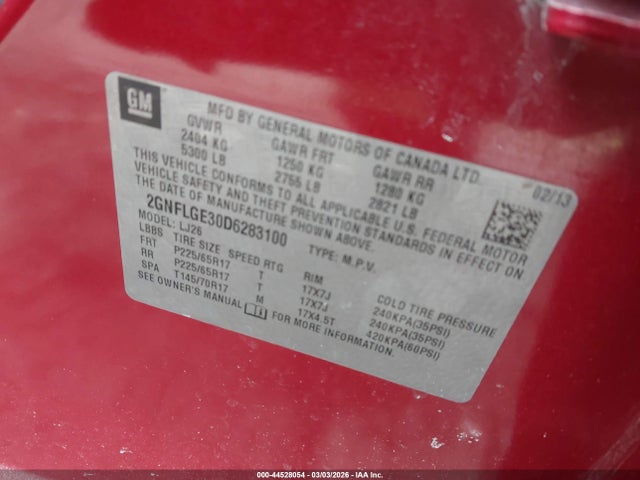 GM
MFD BY GENERAL MOTORS OF CANADA LTD.
GVWR GAWR FRT GAWR RR 02/13
2404 KG 1250 KG 1280 KG
5300 LB 2755 LB 2821 LB
THIS VEHICLE CONFORMS TO ALL APPLICABLE U.S. FEDERAL MOTOR
VEHICLE SAFETY AND THEFT PREVENTION STANDARDS IN EFFECT ON
THE DATE OF MANUFACTURE SHOWN ABOVE.
2GNFLGE30D6283100 TYPE: M.P.V.
MODEL: LJ26
LBBS TIRE SIZE SPEED RTG RIM COLD TIRE PRESSURE
FRT P225/65R17 T 17X7J 240KPA(35PSI)
RR P225/65R17 T 17X7J 240KPA(35PSI)
SPA T145/70R17 M 17X4.5T 420KPA(60PSI)
SEE OWNER'S MANUAL FOR MORE INFORMATION.
000-44528054 - 03/03/2026 - IAA Inc.